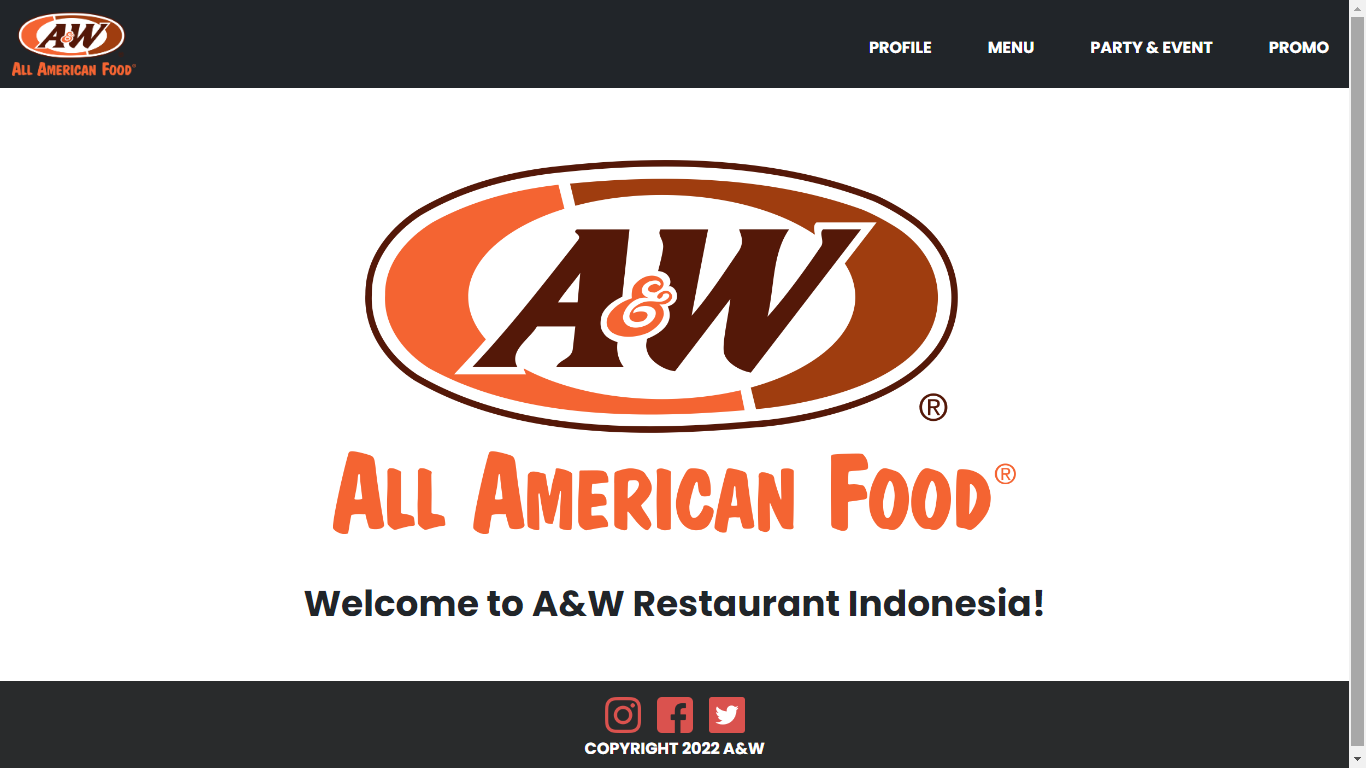 A&W
ALL AMERICAN FOOD®
PROFILE MENU PARTY & EVENT PROMO
A&W ®
ALL AMERICAN FOOD®
Welcome to A&W Restaurant Indonesia!
COPYRIGHT 2022 A&W